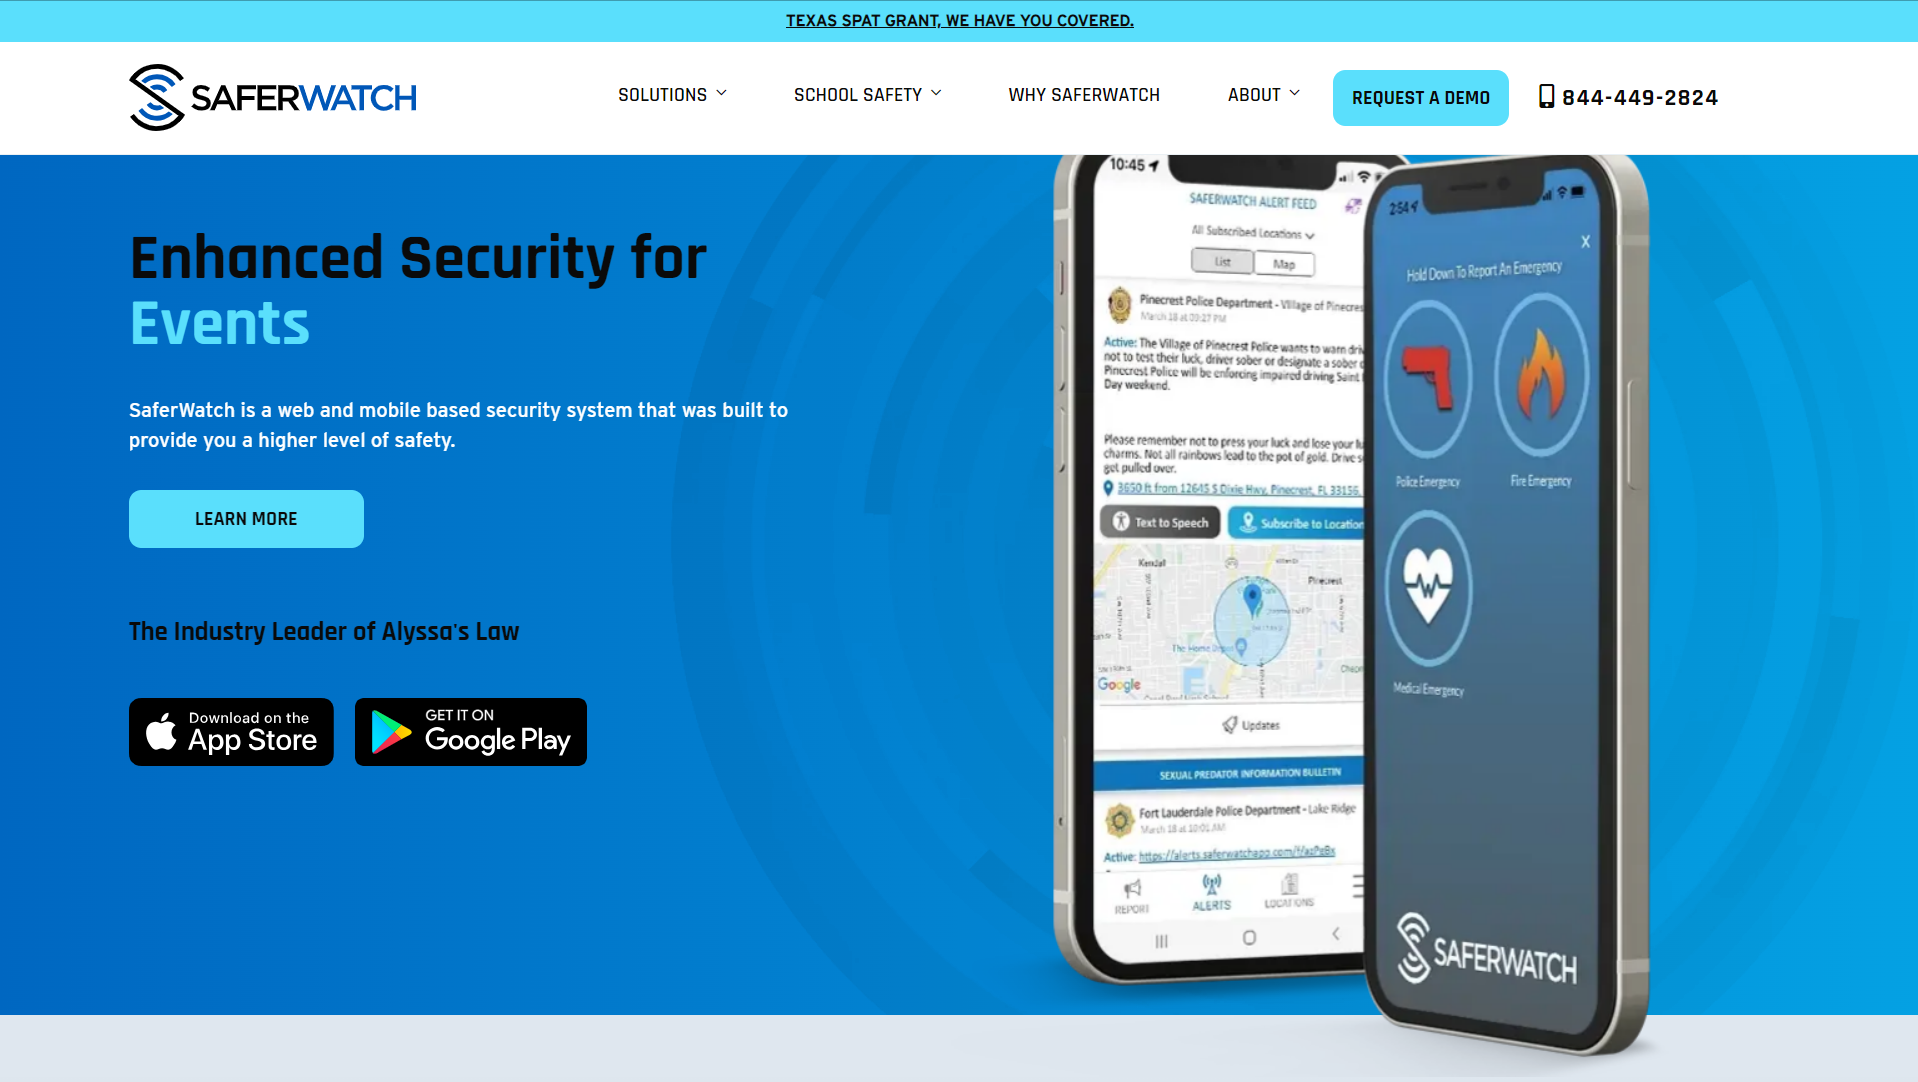 TEXAS SPAT GRANT, WE HAVE YOU COVERED.
SAFERWATCH
SOLUTIONS
SCHOOL SAFETY
WHY SAFERWATCH
ABOUT
REQUEST A DEMO
844-449-2824
Enhanced Security for
Events
SaferWatch is a web and mobile based security system that was built to
provide you a higher level of safety.
LEARN MORE
The Industry Leader of Alyssa's Law
Download on the
App Store
GET IT ON
Google Play
10:45
SAFERWATCH ALERT FEED
All Subscribed Locations
List
Map
Pinecrest Police Department - Village of Pinecres
March 18 at 09:27 PM
Active: The Village of Pinecrest Police wants to warn driv
not to test their luck, driver sober or designate a sober
Pinecrest Police will be enforcing impaired driving Saint
Day weekend.
Please remember not to press your luck and lose your lu
charms. Not all rainbows lead to the pot of gold. Drive s
get pulled over.
3650 ft from 12645 S Dixie Hwy, Pinecrest, FL 33156,
Text to Speech
Subscribe to Location
Kendall
Pinecrest
The Home Depot
Google
Updates
SEXUAL PREDATOR INFORMATION BULLETIN
Fort Lauderdale Police Department - Lake Ridge
March 18 at 10:01 AM
Active: https://alerts.saferwatchapp.com/f/azPgBx
REPORT
ALERTS
LOCATIONS
2:54
X
Hold Down To Report An Emergency
Police Emergency
Fire Emergency
Medical Emergency
SAFERWATCH